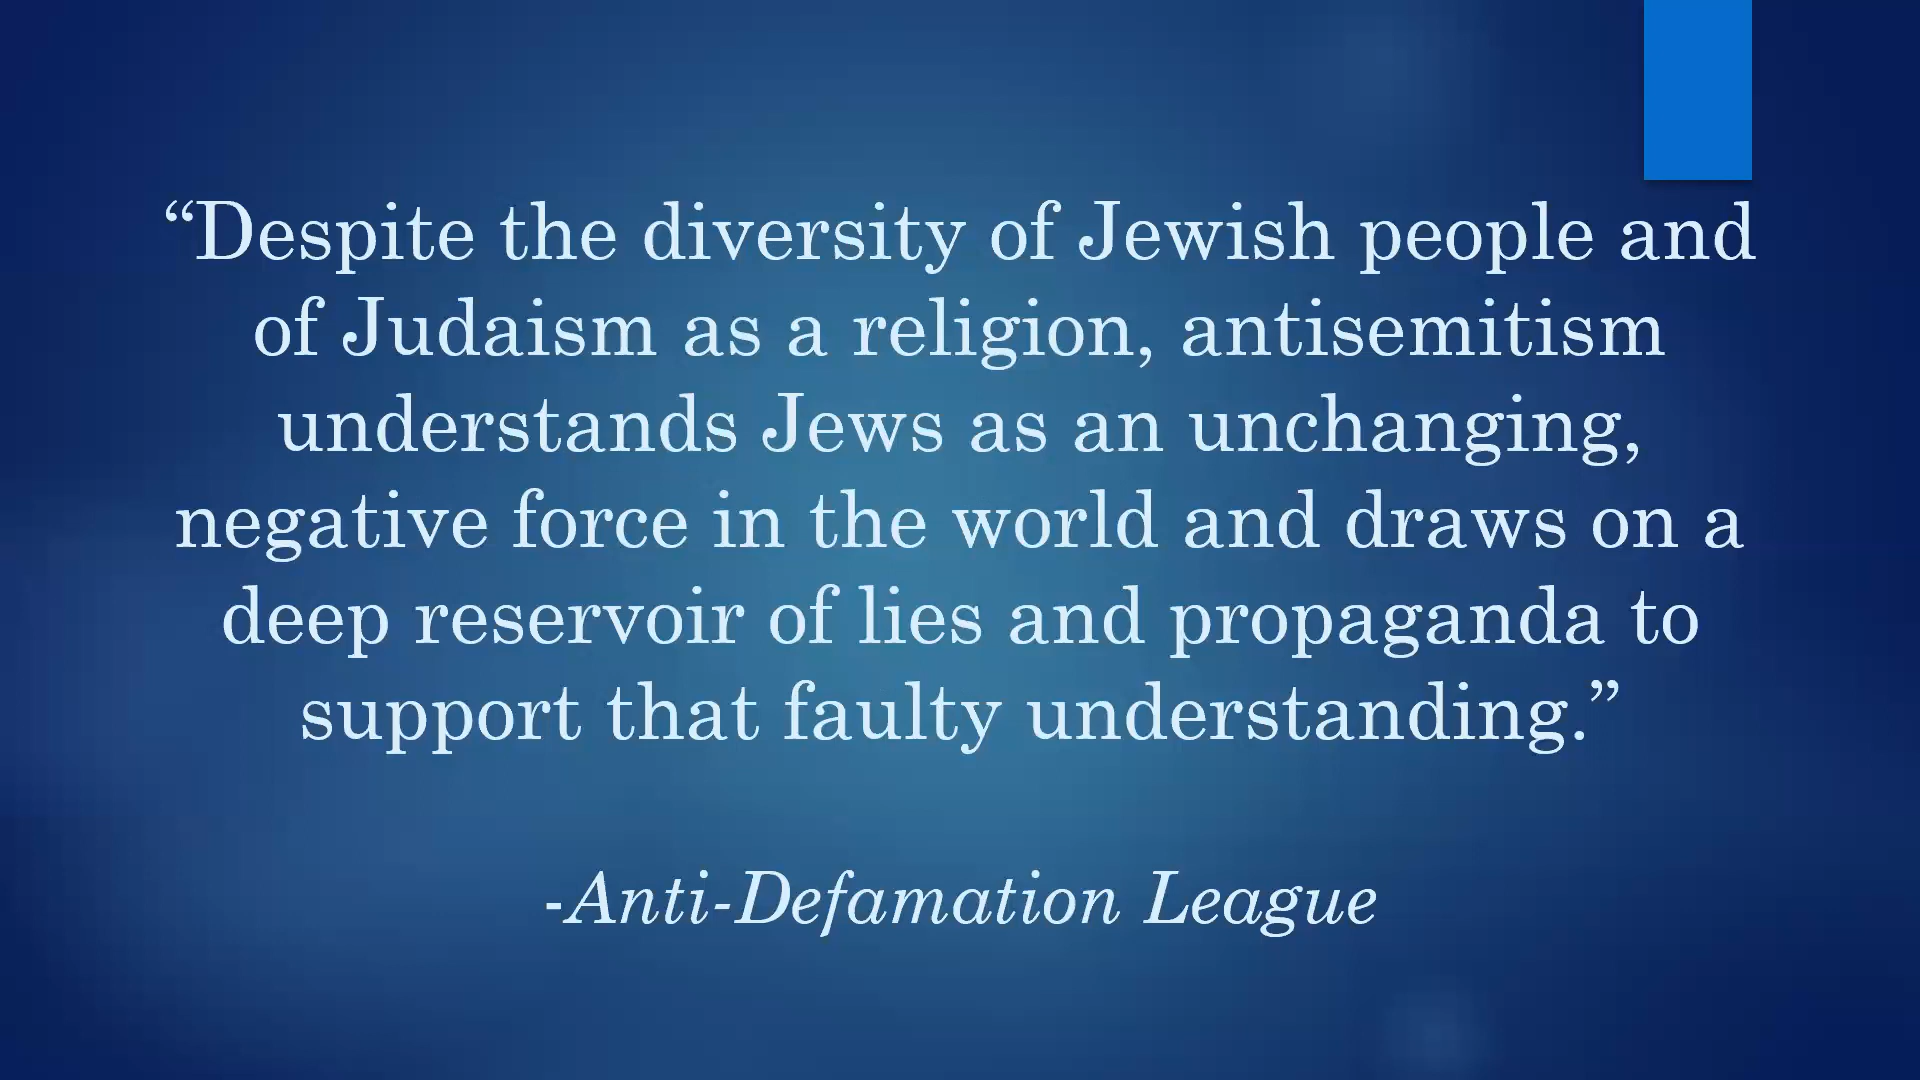 “Despite the diversity of Jewish people and
of Judaism as a religion, antisemitism
understands Jews as an unchanging,
negative force in the world and draws on a
deep reservoir of lies and propaganda to
support that faulty understanding.”
-Anti-Defamation League